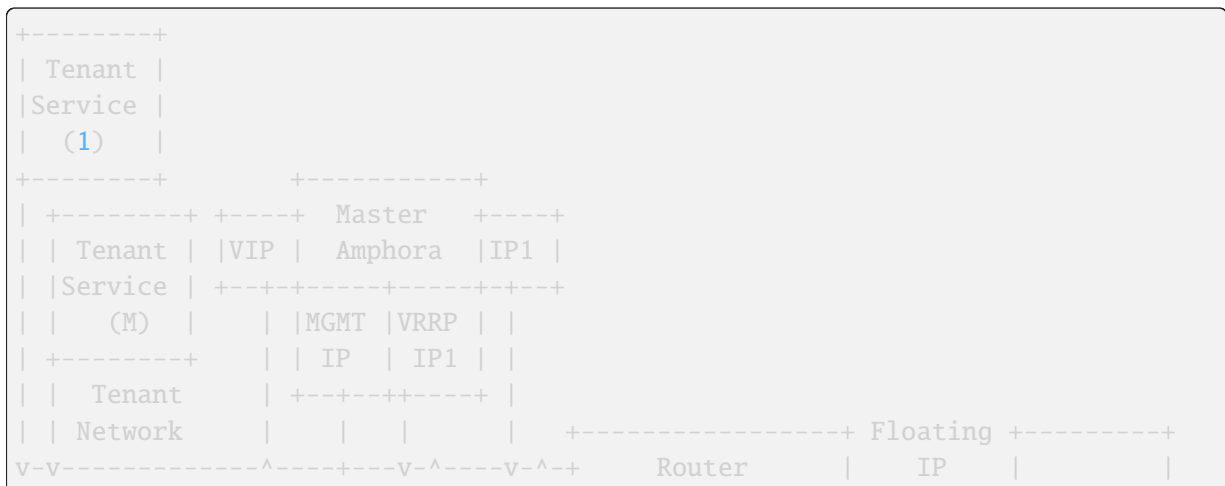 +--------+
| Tenant |
|Service |
|  (1)   |
+--------+         +------------+
| +--------+ +----+  Master   +-----+
| | Tenant | |VIP |  Amphora  |IP1 |
| |Service | +--+-+-----+-----+-+--+
| |   (M)  |    | |MGMT |VRRP | |
| +--------+    | | IP  | IP1 | |
| |  Tenant     | +--+--++----+ |
| | Network     |    |   |      |   +-----------------+ Floating +---------+
v-v-------------^----+---v-^----v-^-+     Router      |    IP    |         |